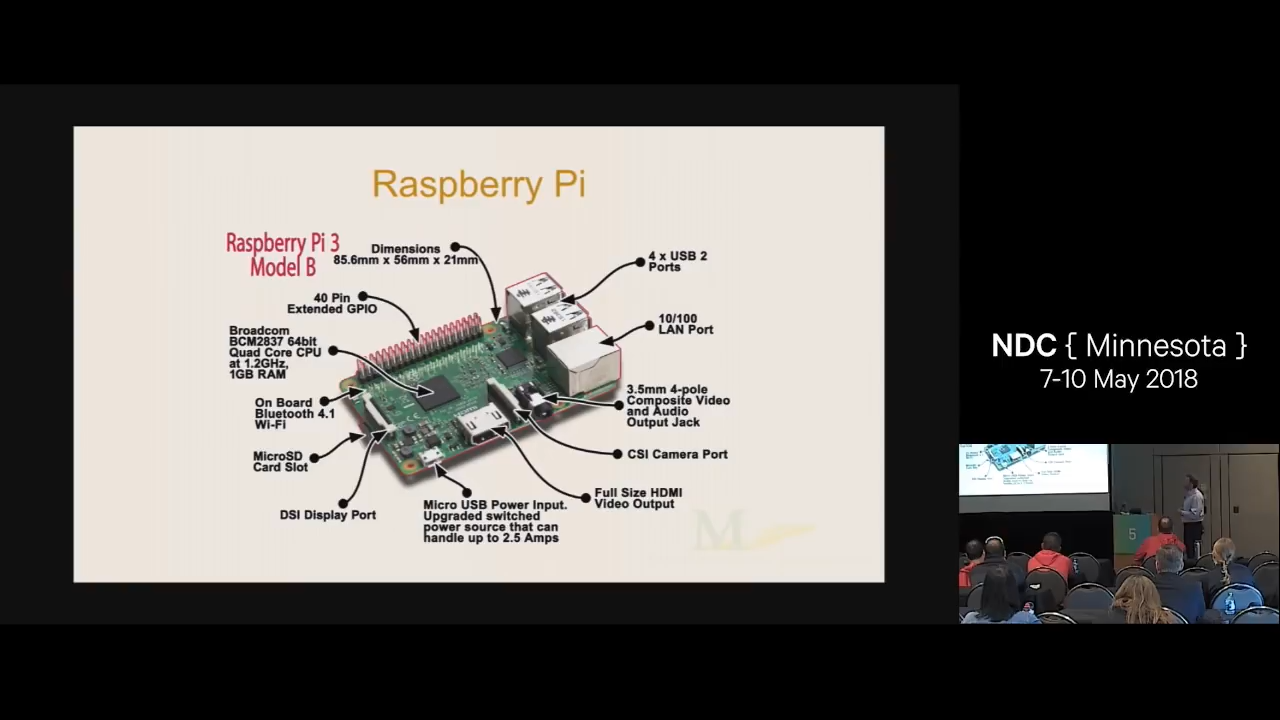 Raspberry Pi
Raspberry Pi 3
Model B
Dimensions
85.6mm x 56mm x 21mm
4 x USB 2
Ports
40 Pin
Extended GPIO
10/100
LAN Port
Broadcom
BCM2837 64bit
Quad Core CPU
at 1.2GHz,
1GB RAM
3.5mm 4-pole
Composite Video
and Audio
Output Jack
On Board
Bluetooth 4.1
Wi-Fi
MicroSD
Card Slot
CSI Camera Port
DSI Display Port
Micro USB Power Input.
Upgraded switched
power source that can
handle up to 2.5 Amps
Full Size HDMI
Video Output
M
NDC { Minnesota }
7-10 May 2018
5